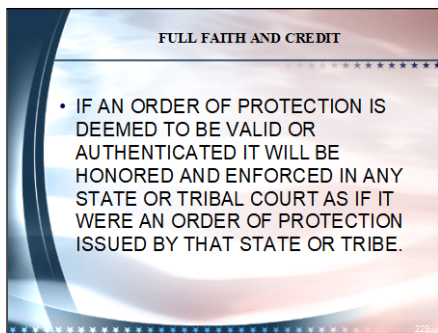 FULL FAITH AND CREDIT
• IF AN ORDER OF PROTECTION IS
DEEMED TO BE VALID OR
AUTHENTICATED IT WILL BE
HONORED AND ENFORCED IN ANY
STATE OR TRIBAL COURT AS IF IT
WERE AN ORDER OF PROTECTION
ISSUED BY THAT STATE OR TRIBE.
229